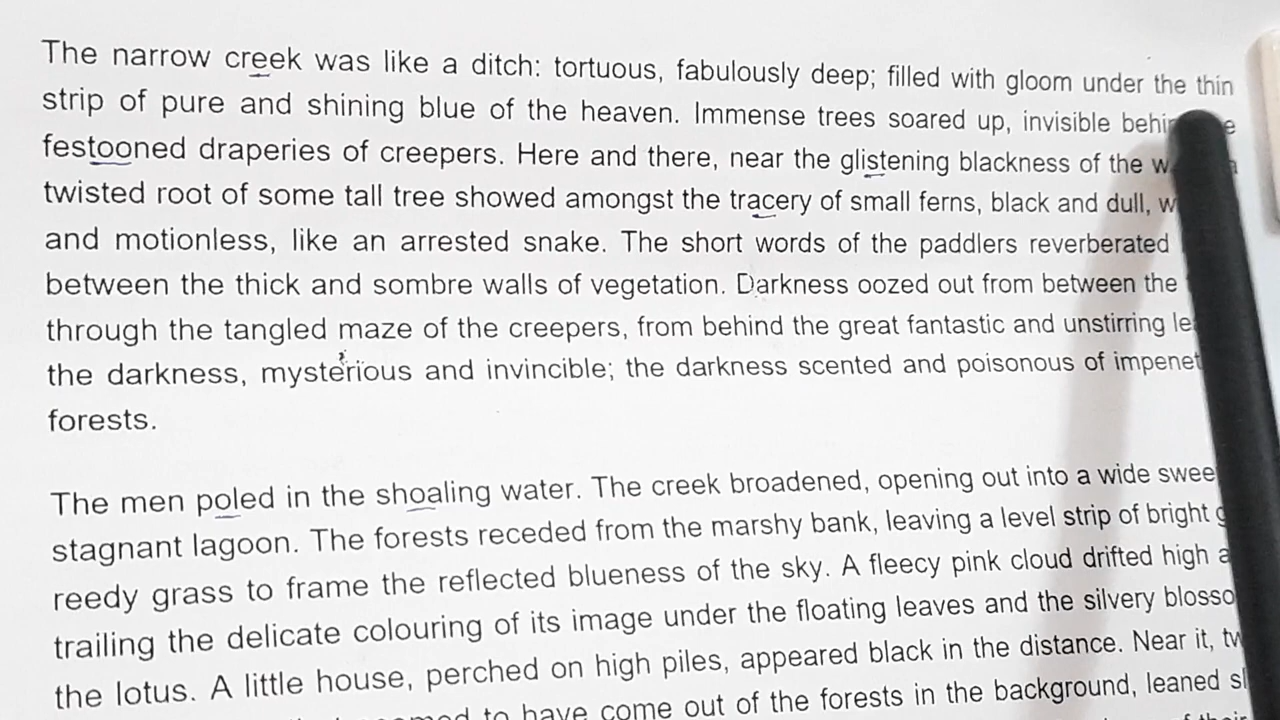 The narrow creek was like a ditch: tortuous, fabulously deep; filled with gloom under the thin
strip of pure and shining blue of the heaven. Immense trees soared up, invisible
festooned draperies of creepers. Here and there, near the glistening blackness of the
twisted root of some tall tree showed amongst the tracery of small ferns, black and dull,
and motionless, like an arrested snake. The short words of the paddlers reverberated
between the thick and sombre walls of vegetation. Darkness oozed out from between the
through the tangled maze of the creepers, from behind the great fantastic and unstirring
the darkness, mysterious and invincible; the darkness scented and poisonous of
forests.
The men poled in the shoaling water. The creek broadened, opening out into a wide
stagnant lagoon. The forests receded from the marshy bank, leaving a level strip of bright
reedy grass to frame the reflected blueness of the sky. A fleecy pink cloud drifted high
trailing the delicate colouring of its image under the floating leaves and the silvery
the lotus. A little house, perched on high piles, appeared black in the distance. Near it,
to have come out of the forests in the background, leaned